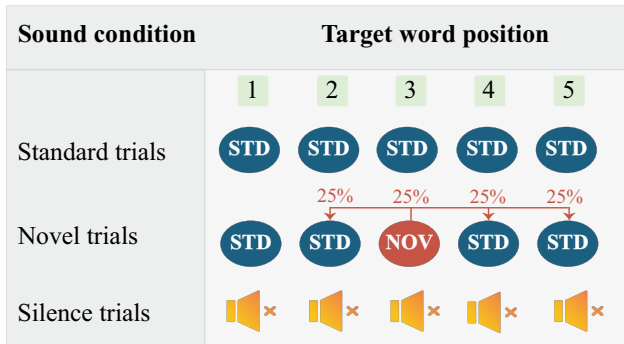 Sound condition Target word position
1 2 3 4 5
Standard trials STD STD STD STD STD
25% 25% 25% 25%
Novel trials STD STD NOV STD STD
Silence trials